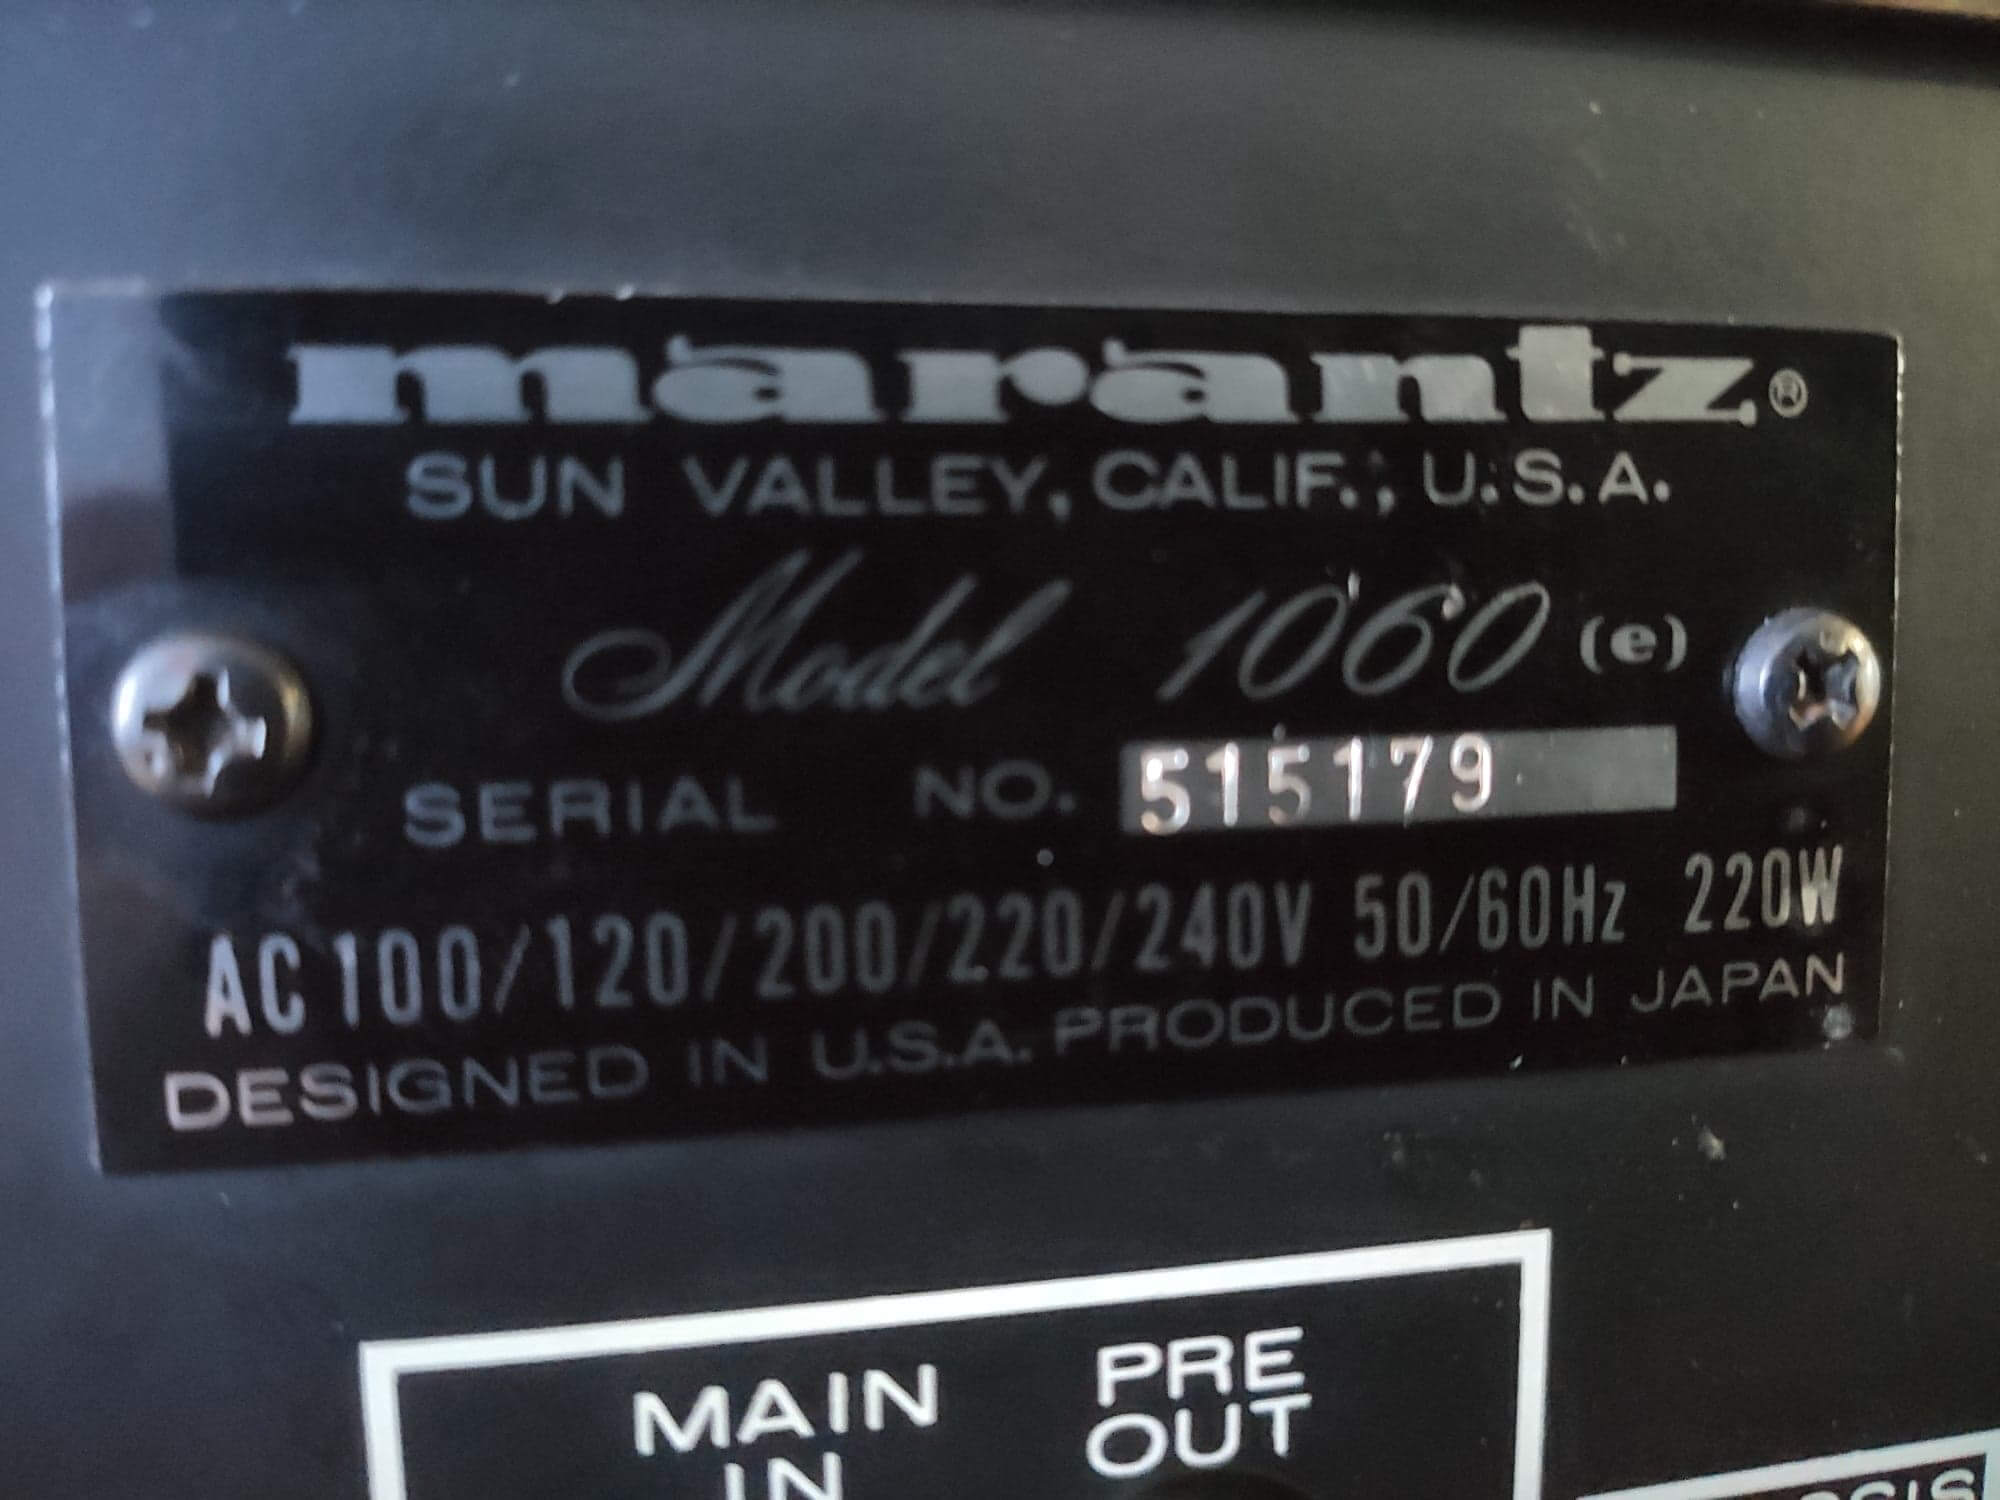 marantz®
SUN VALLEY, CALIF., U.S.A.
Model 1060 (e)
SERIAL NO. 515179
AC 100/120/200/220/240V 50/60Hz 220W
DESIGNED IN U.S.A. PRODUCED IN JAPAN
MAIN IN
PRE OUT